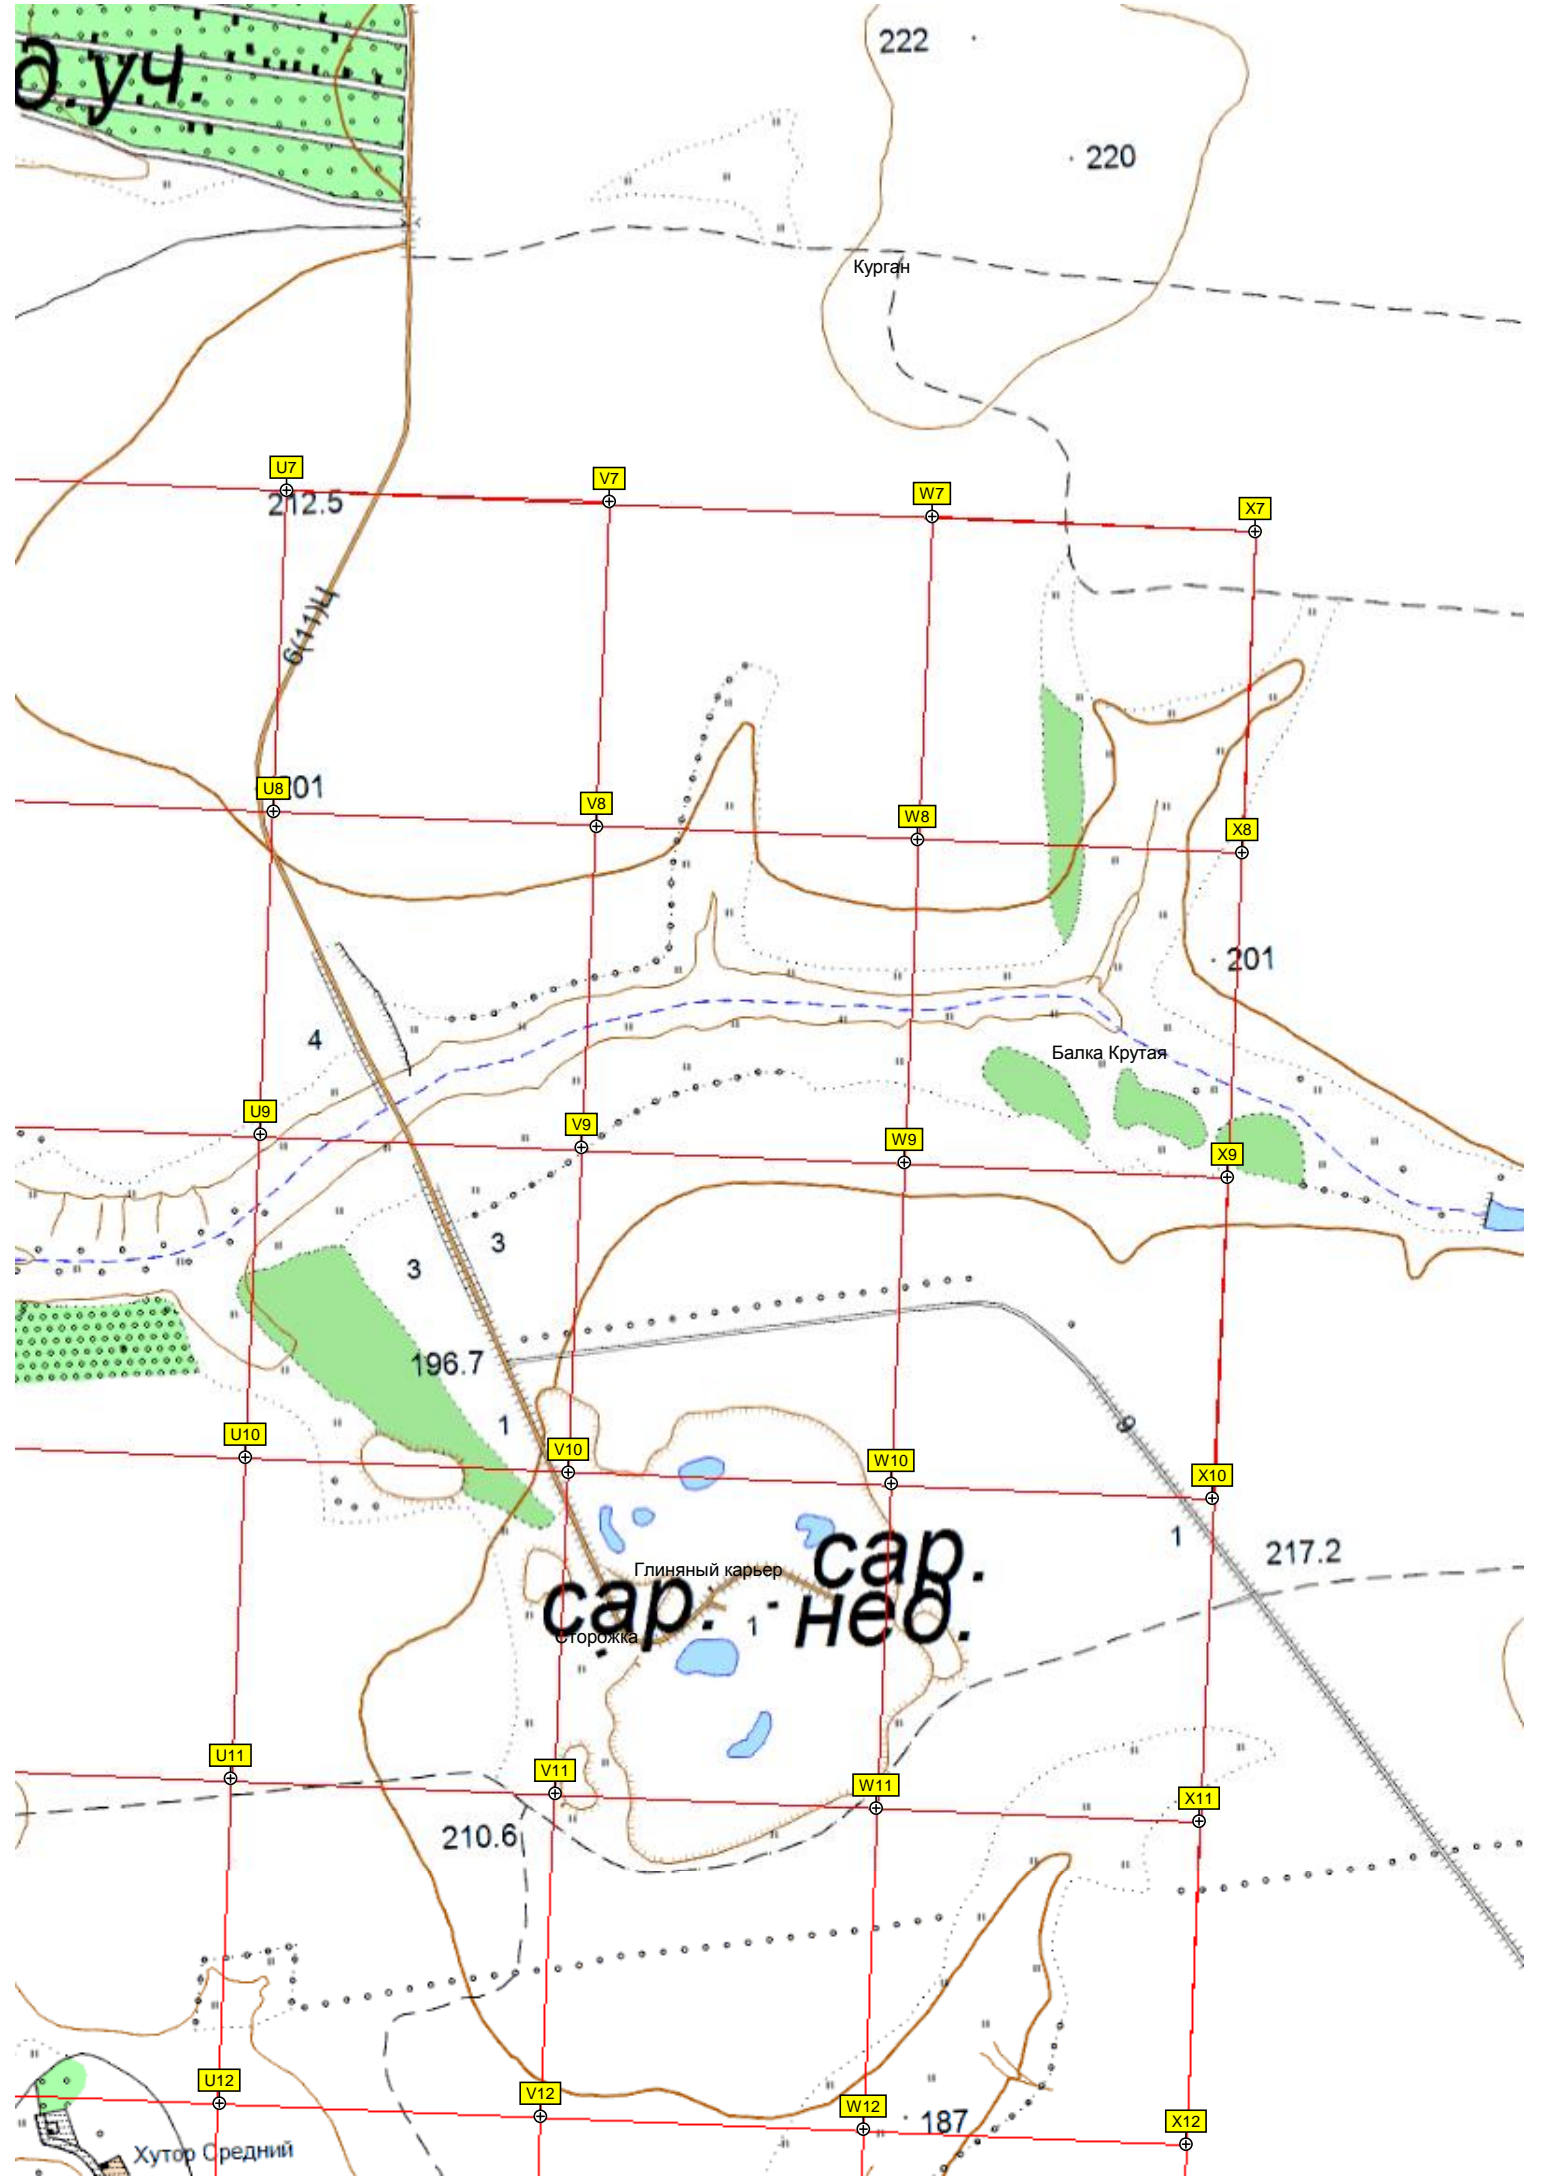 222
д.уч.
220
Курган
U7
V7
W7
X7
212.5
6(11)Ц
U8
201
V8
W8
X8
201
4
Балка Крутая
U9
V9
W9
X9
3
3
196.7
1
9
U10
V10
W10
X10
1
217.2
сар.
Глиняный карьер
сар.
1
нед.
Сторожка
U11
V11
W11
X11
210.6
U12
V12
W12
X12
187
Хутор Средний